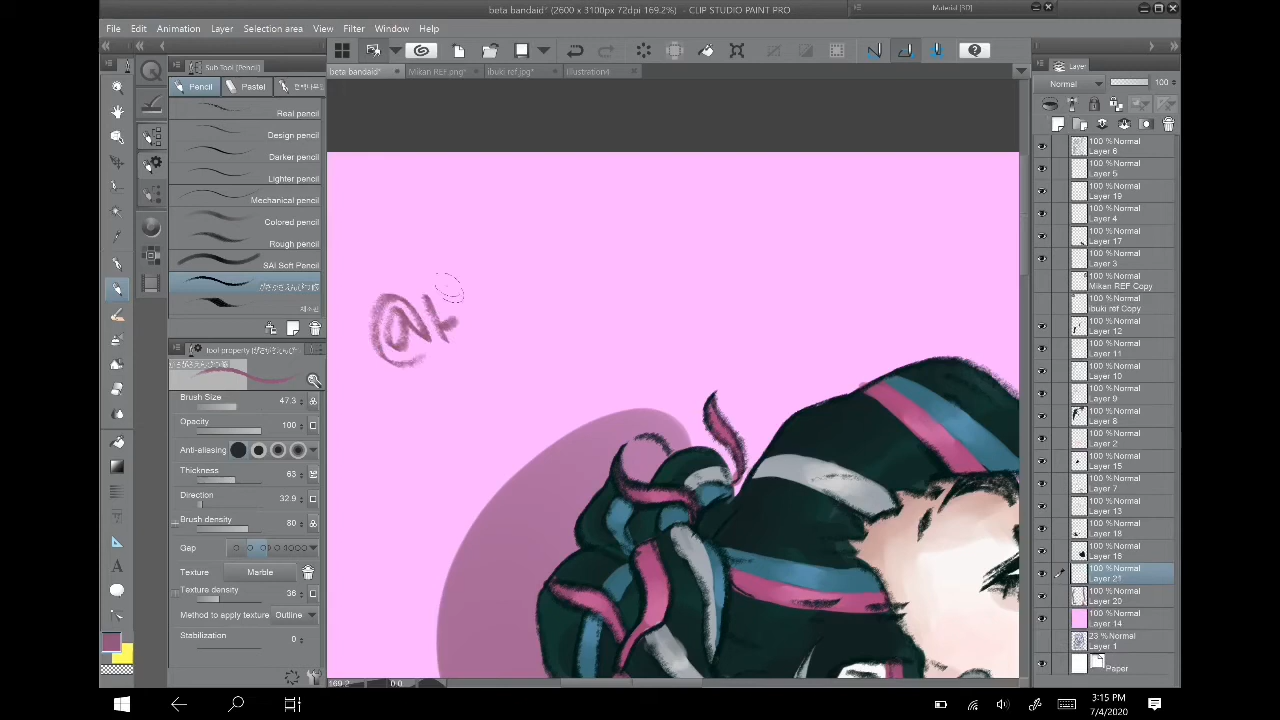 beta bandaid* (2600 x 3100px 72dpi 169.2%) - CLIP STUDIO PAINT PRO
Material [3D]
File Edit Animation Layer Selection area View Filter Window Help
beta bandaid* Mikan REF.png* ibuki ref.jpg* Illustration4
Sub Tool [Pencil]
Pencil Pastel
Real pencil
Design pencil
Darker pencil
Lighter pencil
Mechanical pencil
Colored pencil
Rough pencil
SAI Soft Pencil
Tool property
Brush Size 47.3
Opacity 100
Anti-aliasing
Thickness 63
Direction 32.9
Brush density 80
Gap
Texture Marble
Texture density 36
Method to apply texture Outline
Stabilization 0
169.2 0.0
Layer
Normal 100
100 %Normal
Layer 6
100 %Normal
Layer 5
100 %Normal
Layer 19
100 %Normal
Layer 4
100 %Normal
Layer 17
100 %Normal
Layer 3
100 %Normal
Mikan REF Copy
100 %Normal
ibuki ref Copy
100 %Normal
Layer 12
100 %Normal
Layer 11
100 %Normal
Layer 10
100 %Normal
Layer 9
100 %Normal
Layer 8
100 %Normal
Layer 2
100 %Normal
Layer 15
100 %Normal
Layer 7
100 %Normal
Layer 13
100 %Normal
Layer 18
100 %Normal
Layer 16
100 %Normal
Layer 21
100 %Normal
Layer 20
100 %Normal
Layer 14
23 %Normal
Layer 1
Paper
3:15 PM
7/4/2020